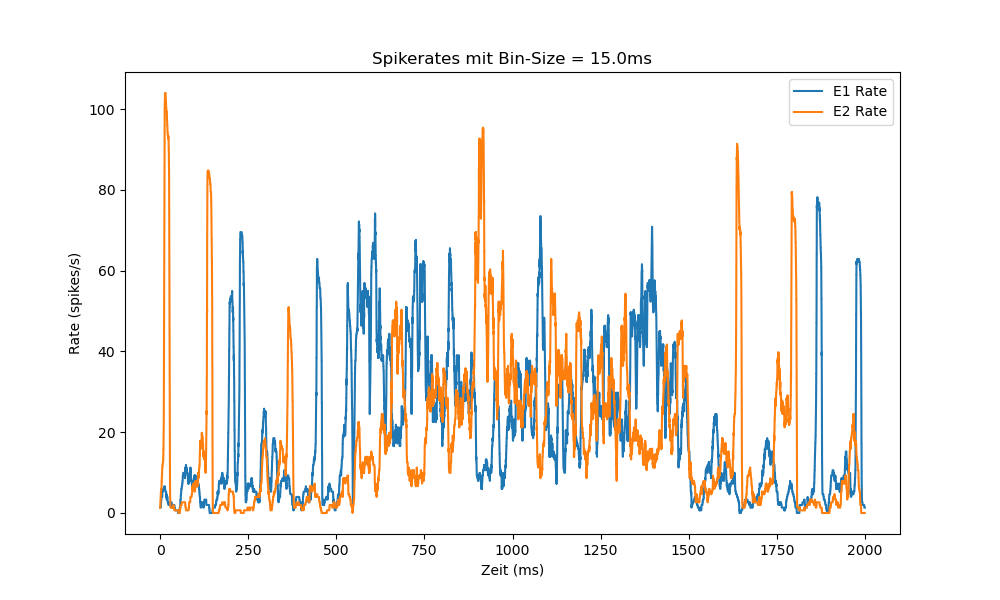 Spikerates mit Bin-Size = 15.0ms
E1 Rate
E2 Rate
Rate (spikes/s)
100
80
60
40
20
0
0 250 500 750 1000 1250 1500 1750 2000
Zeit (ms)